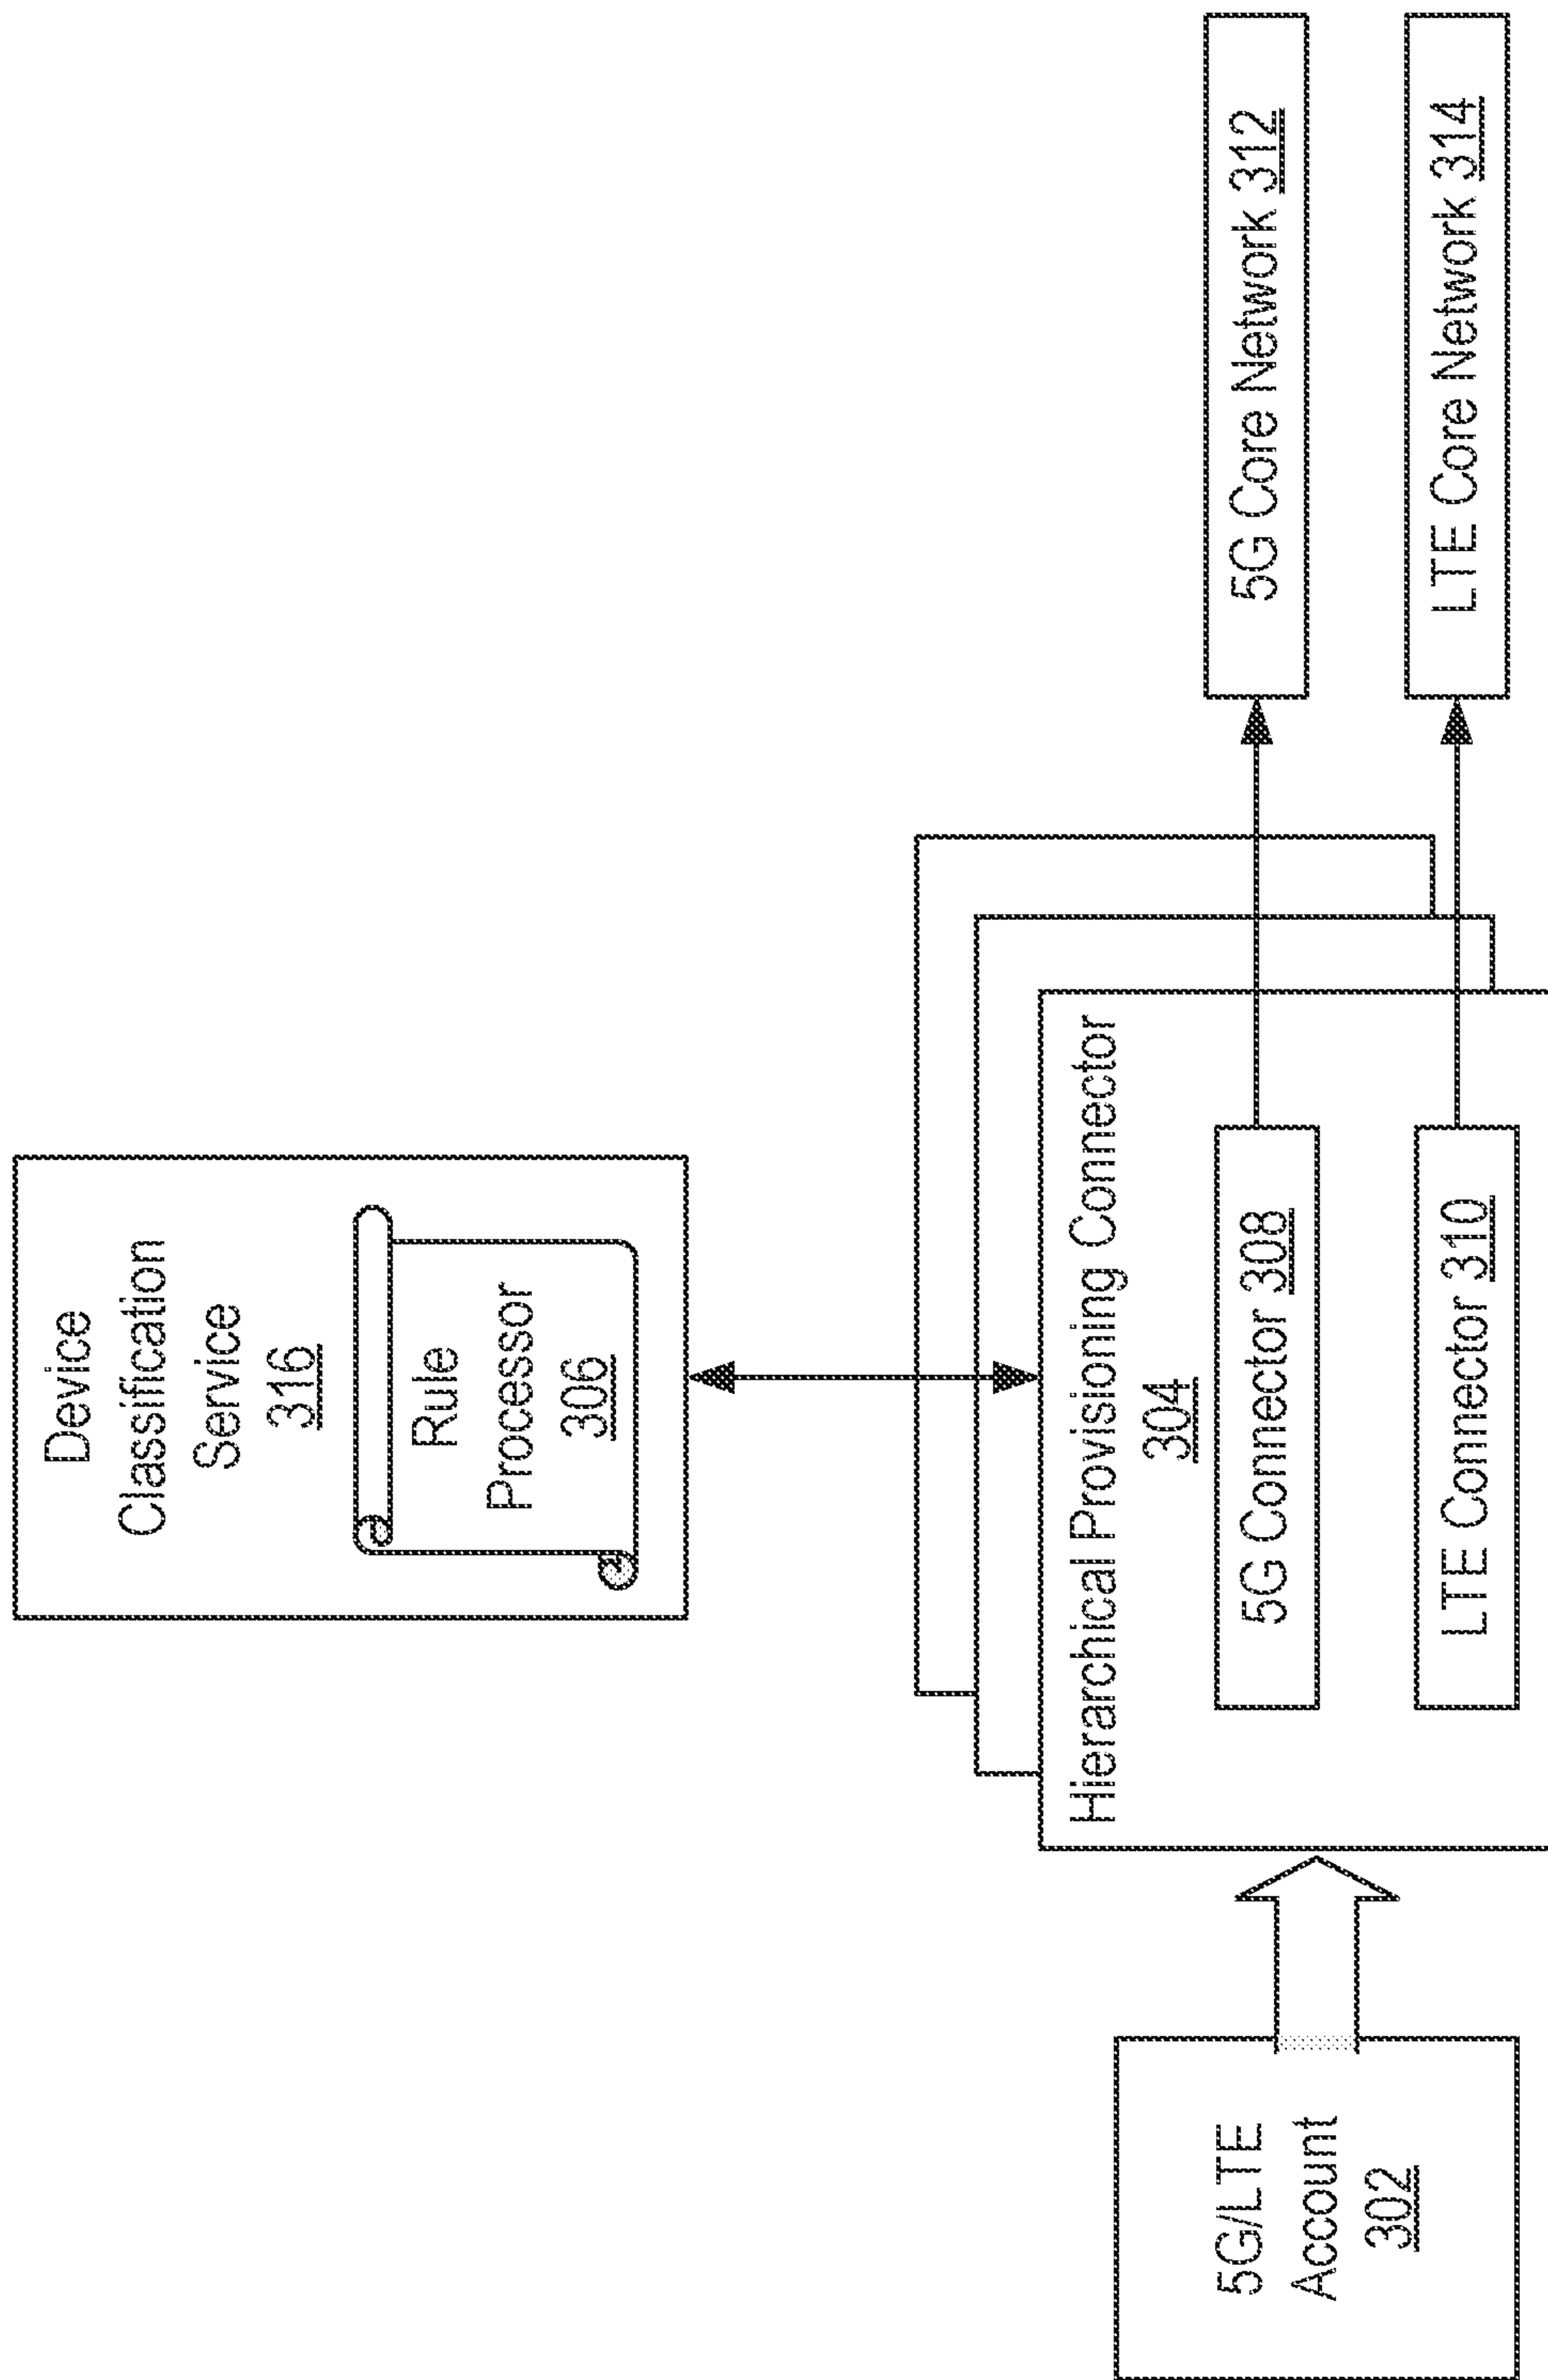 Device
Classification
Service
316
Rule
Processor
306
5G/LTE
Account
302
Hierarchical Provisioning Connector
304
5G Connector 308
LTE Connector 310
5G Core Network 312
LTE Core Network 314